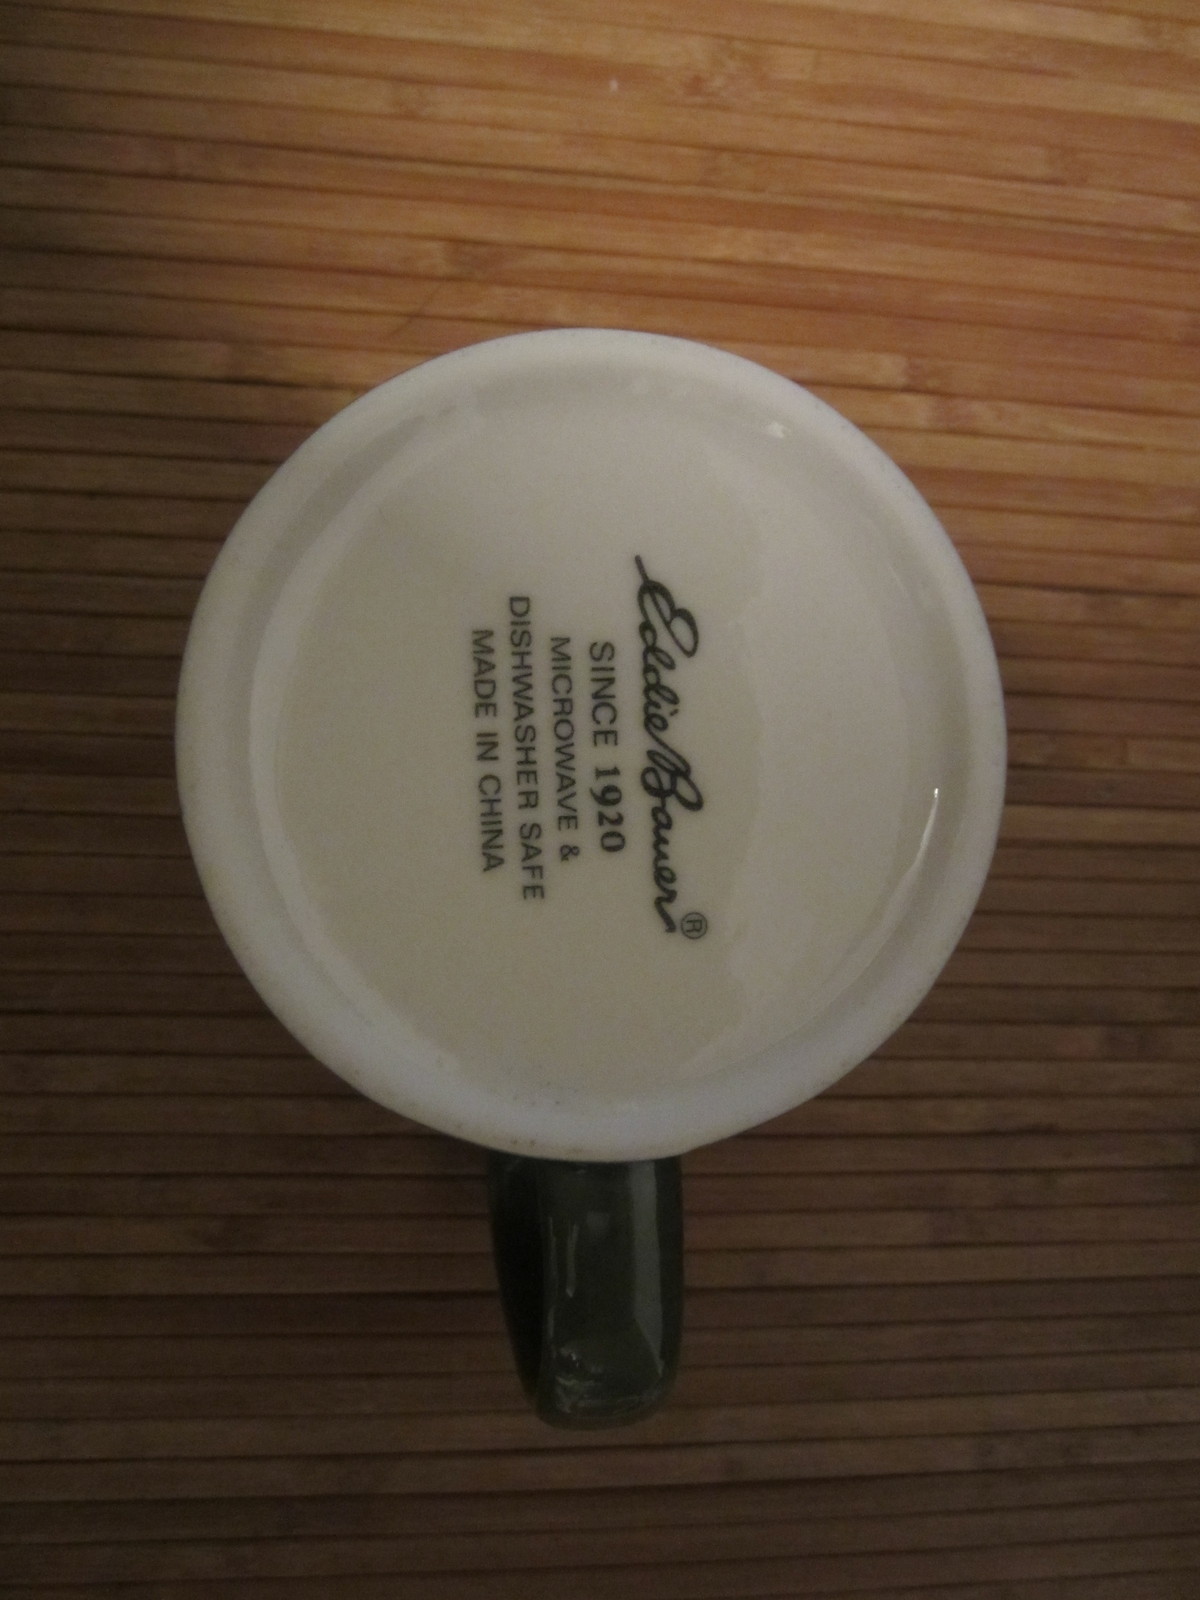 Eddie Bauer®
SINCE 1920
MICROWAVE &
DISHWASHER SAFE
MADE IN CHINA